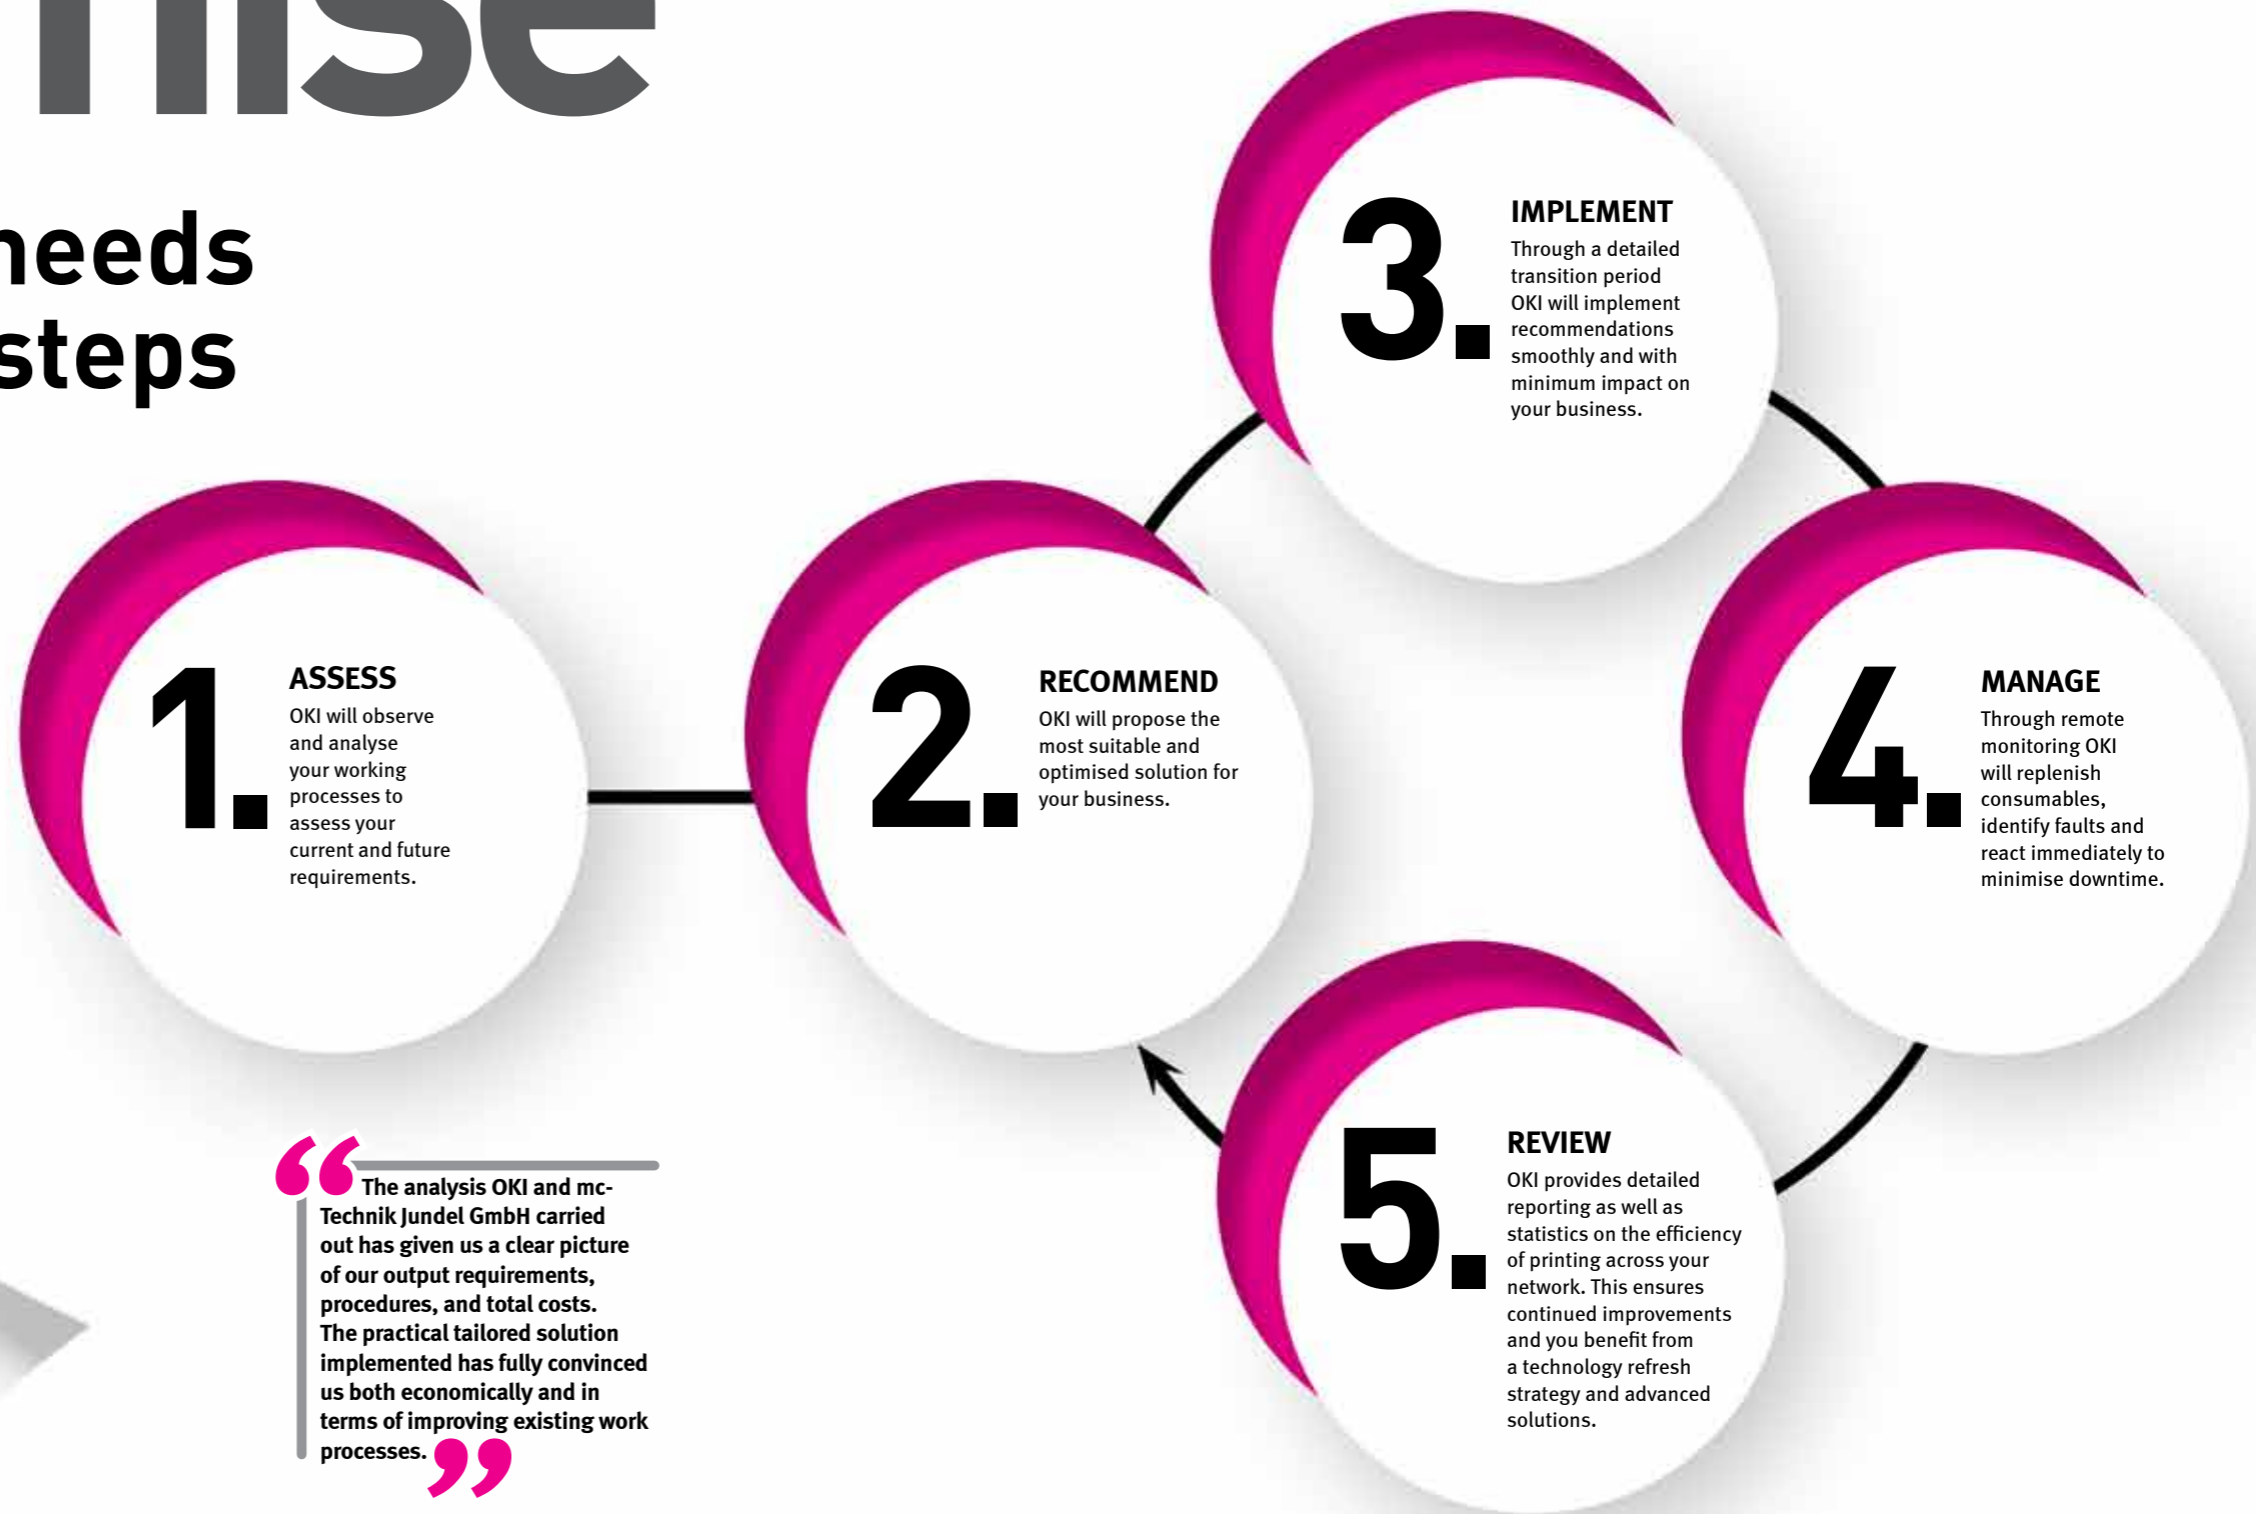 needs
steps
1.
ASSESS
OKI will observe
and analyse
your working
processes to
assess your
current and future
requirements.
2.
RECOMMEND
OKI will propose the
most suitable and
optimised solution for
your business.
3.
IMPLEMENT
Through a detailed
transition period
OKI will implement
recommendations
smoothly and with
minimum impact on
your business.
4.
MANAGE
Through remote
monitoring OKI
will replenish
consumables,
identify faults and
react immediately to
minimise downtime.
5.
REVIEW
OKI provides detailed
reporting as well as
statistics on the efficiency
of printing across your
network. This ensures
continued improvements
and you benefit from
a technology refresh
strategy and advanced
solutions.
“The analysis OKI and mc-
Technik Jundel GmbH carried
out has given us a clear picture
of our output requirements,
procedures, and total costs.
The practical tailored solution
implemented has fully convinced
us both economically and in
terms of improving existing work
processes.”